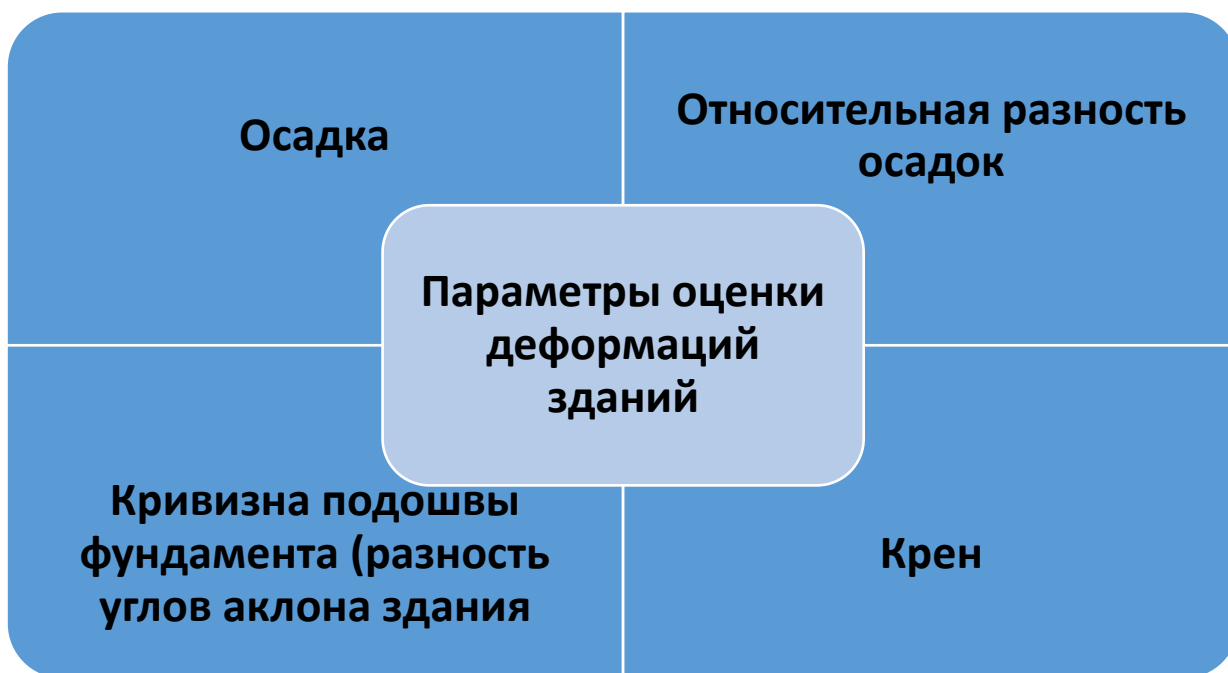 Осадка
Относительная разность
осадок
Параметры оценки
деформаций
зданий
Кривизна подошвы
фундамента (разность
углов аклона здания
Крен